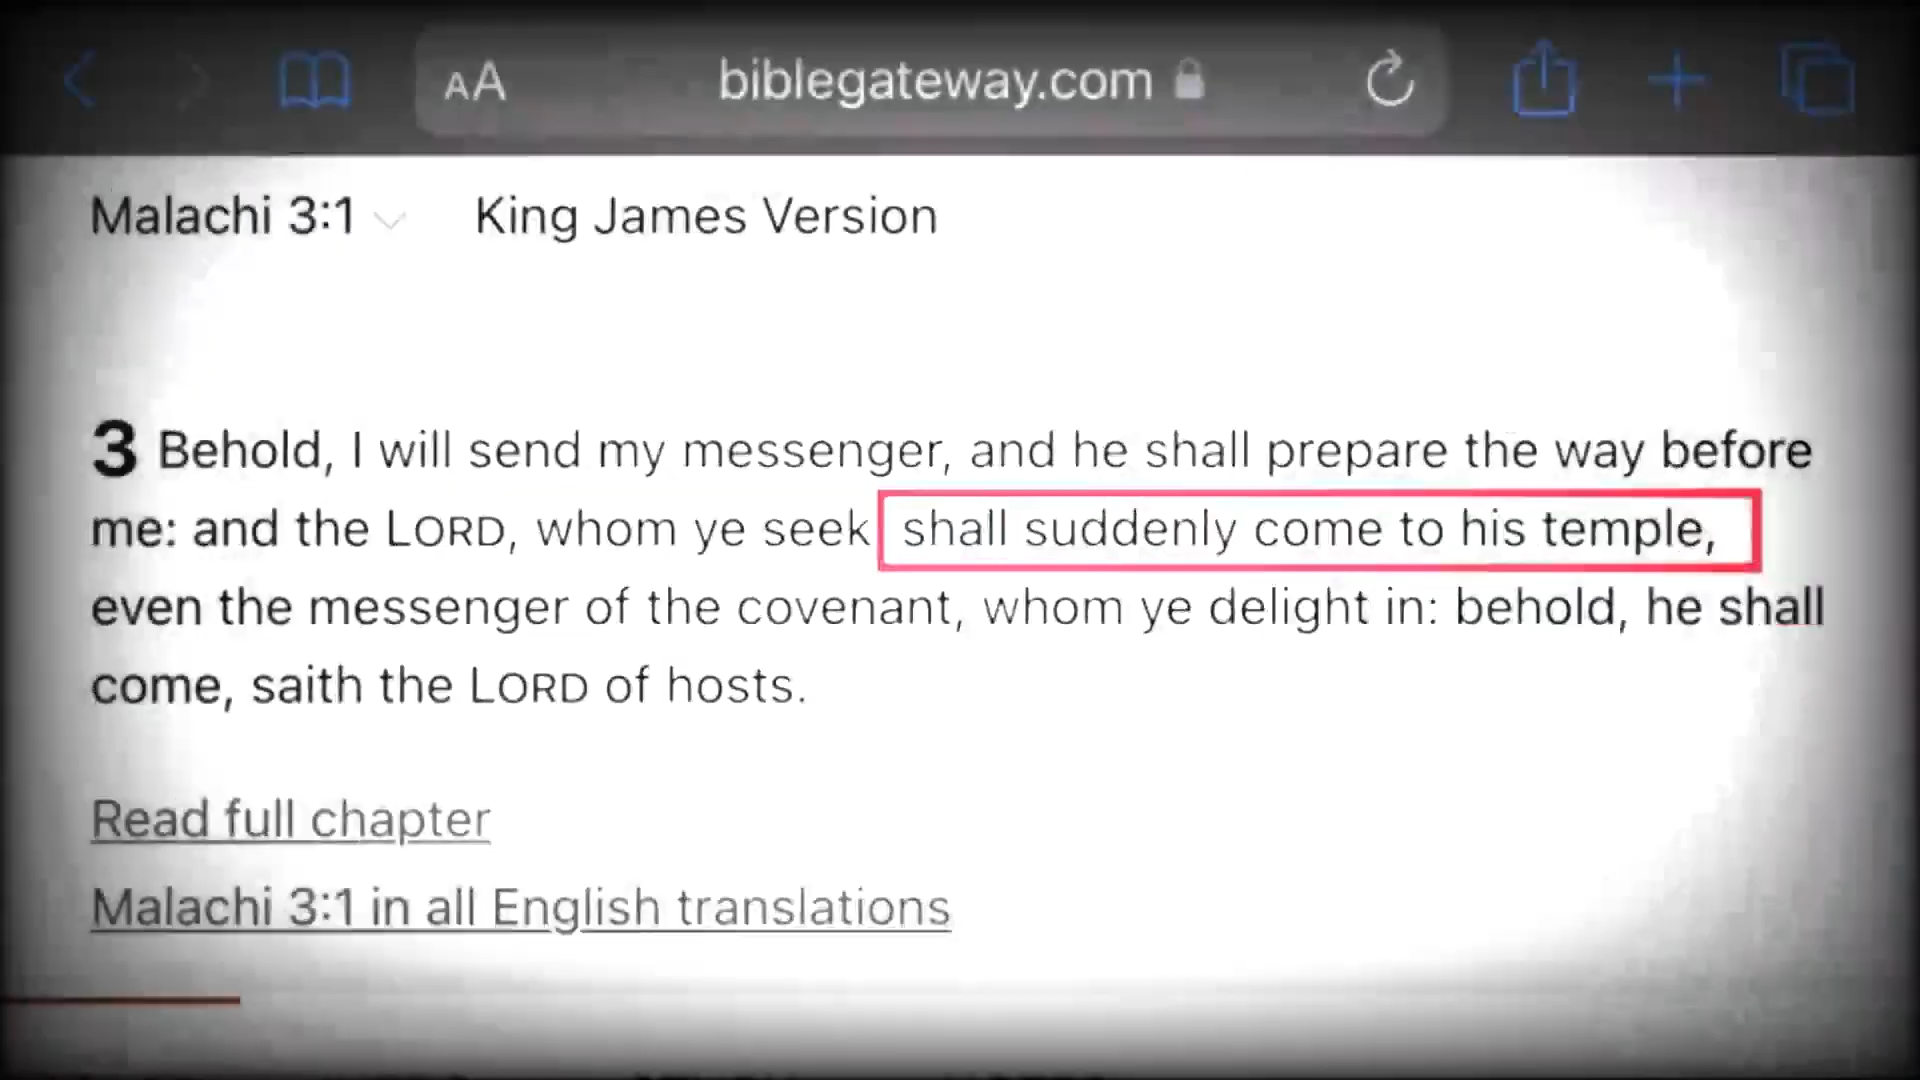 AA biblegateway.com
Malachi 3:1 King James Version
3 Behold, I will send my messenger, and he shall prepare the way before
me: and the LORD, whom ye seek shall suddenly come to his temple,
even the messenger of the covenant, whom ye delight in: behold, he shall
come, saith the LORD of hosts.
Read full chapter
Malachi 3:1 in all English translations